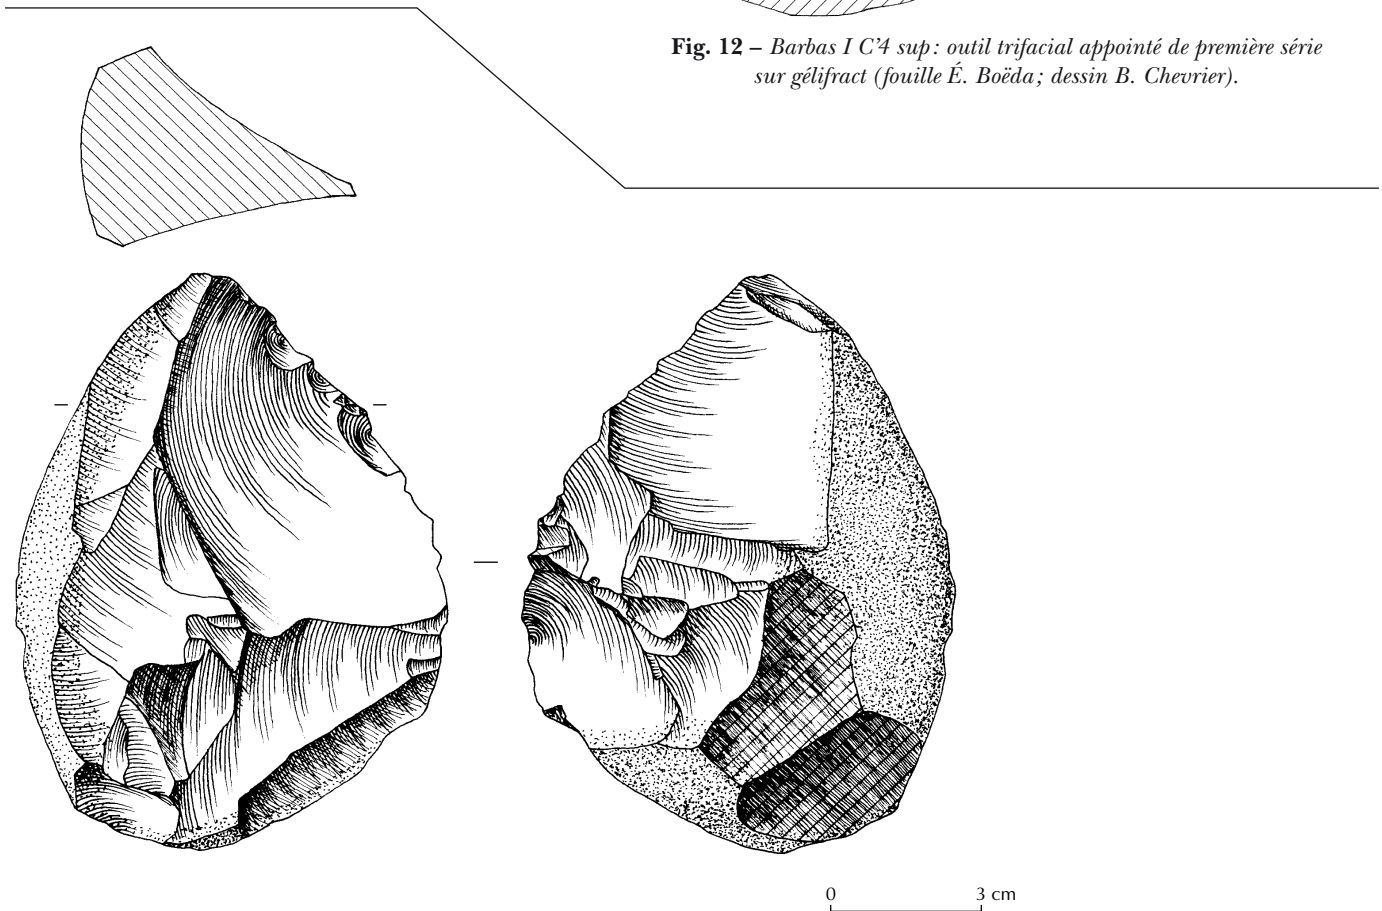 Fig. 12 – Barbas I C'4 sup : outil trifacial appointé de première série
sur gélifract (fouille É. Boëda ; dessin B. Chevrier).
0 3 cm